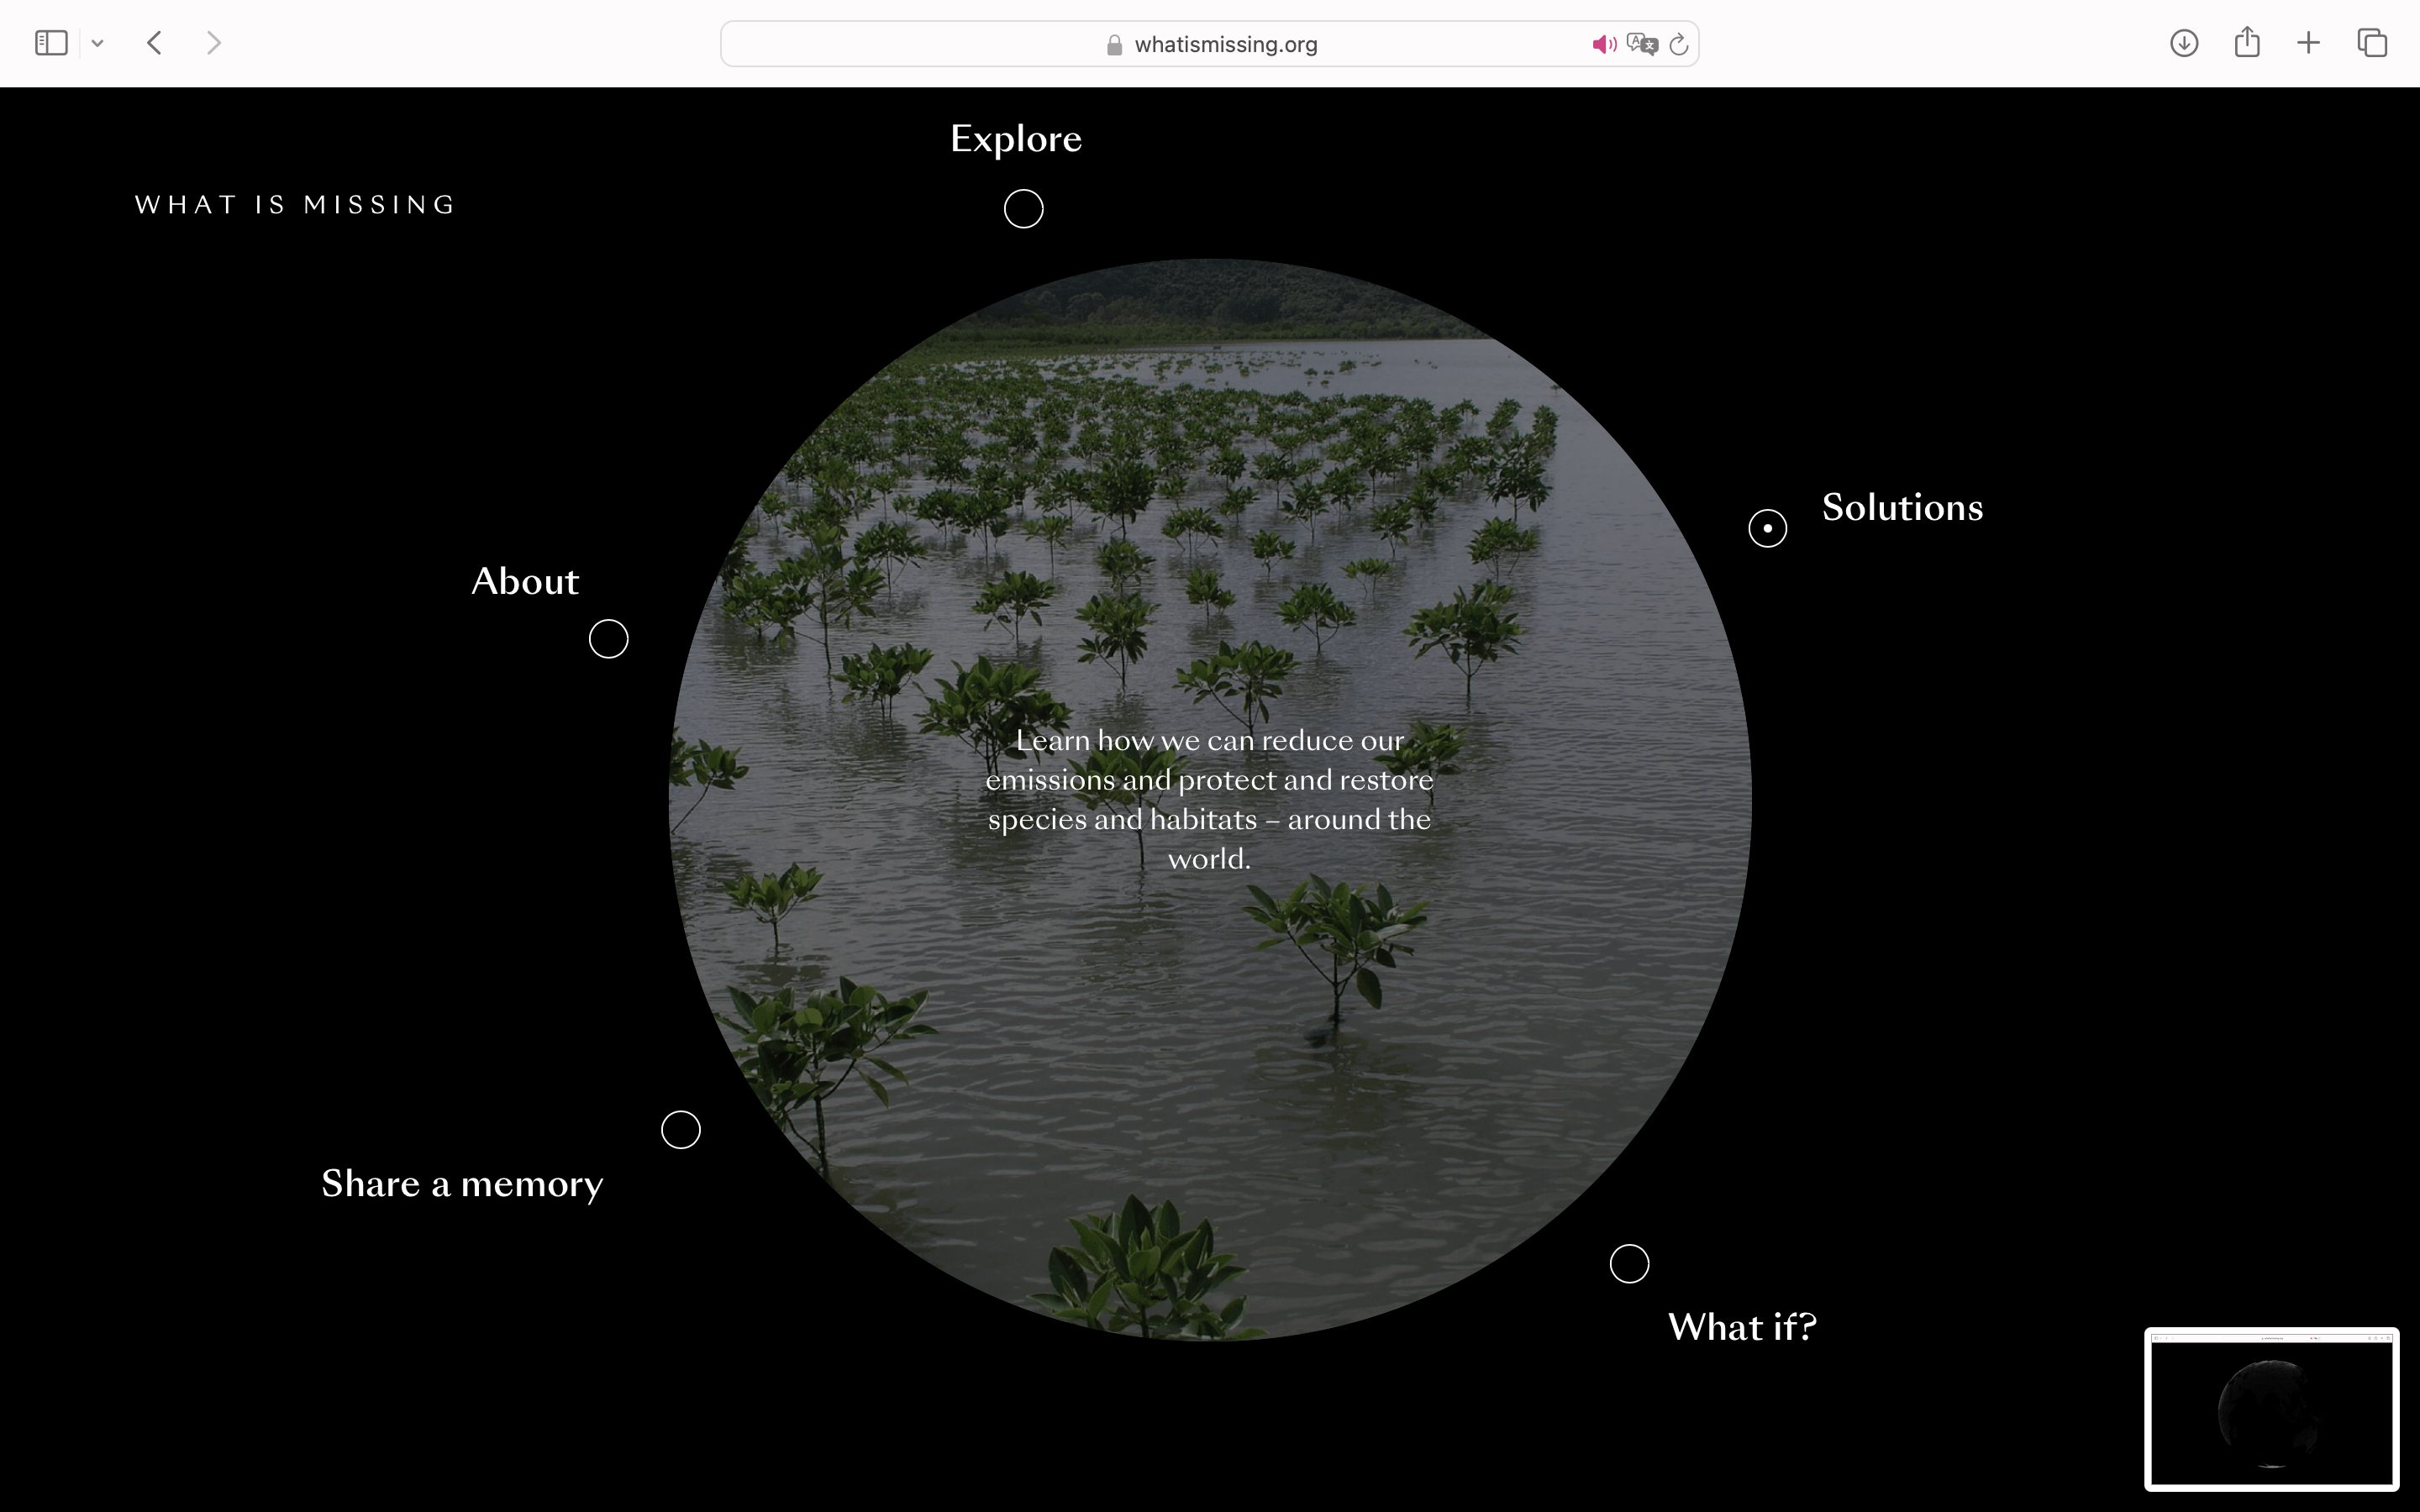 whatismissing.org
Explore
WHAT IS MISSING
Solutions
About
Learn how we can reduce our
emissions and protect and restore
species and habitats – around the
world.
Share a memory
What if?